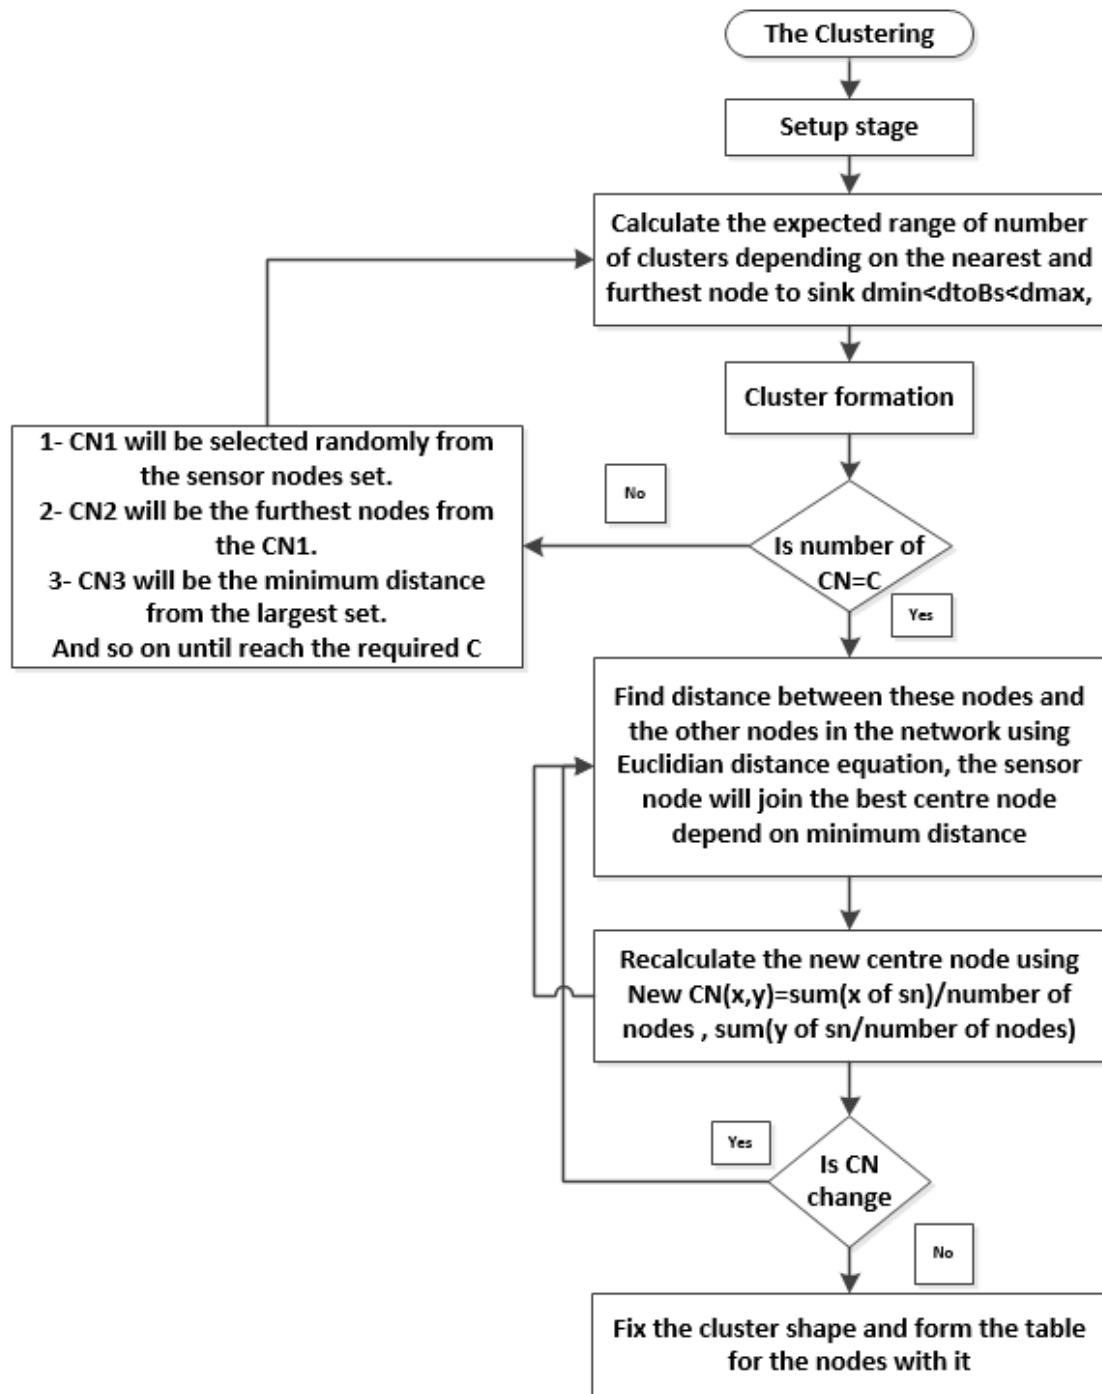 The Clustering
Setup stage
Calculate the expected range of number
of clusters depending on the nearest and
furthest node to sink dmin<dtoBs<dmax,
Cluster formation
No
Is number of
CN=C
Yes
1- CN1 will be selected randomly from
the sensor nodes set.
2- CN2 will be the furthest nodes from
the CN1.
3- CN3 will be the minimum distance
from the largest set.
And so on until reach the required C
Find distance between these nodes and
the other nodes in the network using
Euclidian distance equation, the sensor
node will join the best centre node
depend on minimum distance
Recalculate the new centre node using
New CN(x,y)=sum(x of sn)/number of
nodes , sum(y of sn/number of nodes)
Yes
Is CN
change
No
Fix the cluster shape and form the table
for the nodes with it